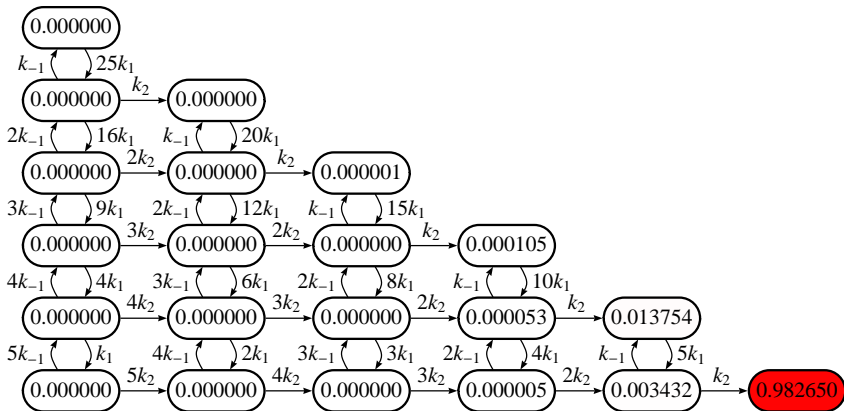 0.000000
k₋₁ 25k₁
k₂
0.000000 0.000000
2k₋₁ 16k₁ k₋₁ 20k₁
2k₂ k₂
0.000000 0.000000 0.000001
3k₋₁ 9k₁ 2k₋₁ 12k₁ k₋₁ 15k₁
3k₂ 2k₂ k₂
0.000000 0.000000 0.000000 0.000105
4k₋₁ 4k₁ 3k₋₁ 6k₁ 2k₋₁ 8k₁ k₋₁ 10k₁
4k₂ 3k₂ 2k₂ k₂
0.000000 0.000000 0.000000 0.000053 0.013754
5k₋₁ k₁ 4k₋₁ 2k₁ 3k₋₁ 3k₁ 2k₋₁ 4k₁ k₋₁ 5k₁
5k₂ 4k₂ 3k₂ 2k₂ k₂
0.000000 0.000000 0.000000 0.000005 0.003432 0.982650